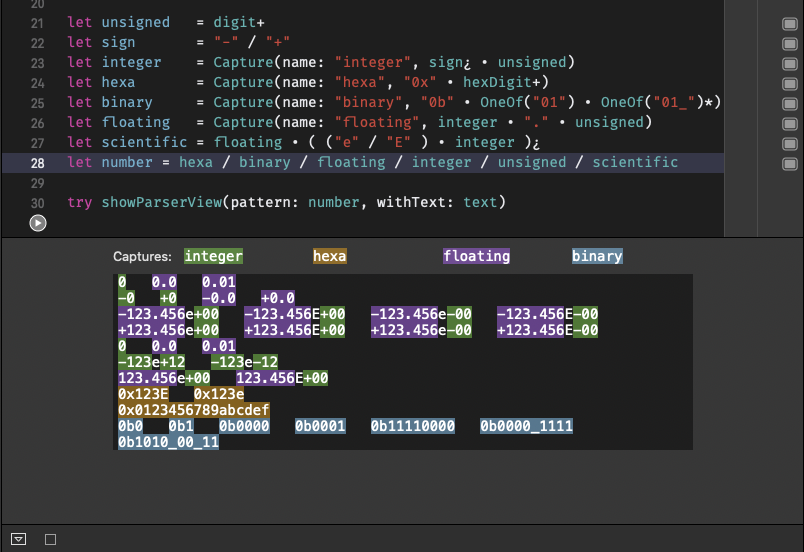 20
21 let unsigned = digit+
22 let sign = "-" / "+"
23 let integer = Capture(name: "integer", sign¿ • unsigned)
24 let hexa = Capture(name: "hexa", "0x" • hexDigit+)
25 let binary = Capture(name: "binary", "0b" • OneOf("01") • OneOf("01_")*)
26 let floating = Capture(name: "floating", integer • "." • unsigned)
27 let scientific = floating • ( ("e" / "E" ) • integer )¿
28 let number = hexa / binary / floating / integer / unsigned / scientific
29
30 try showParserView(pattern: number, withText: text)
Captures: integer hexa floating binary
0 0.0 0.01
-0 +0 -0.0 +0.0
-123.456e+00 -123.456E+00 -123.456e-00 -123.456E-00
+123.456e+00 +123.456E+00 +123.456e-00 +123.456E-00
0 0.0 0.01
-123e+12 -123e-12
123.456e+00 123.456E+00
0x123E 0x123e
0x0123456789abcdef
0b0 0b1 0b0000 0b0001 0b11110000 0b0000_1111
0b1010_00_11